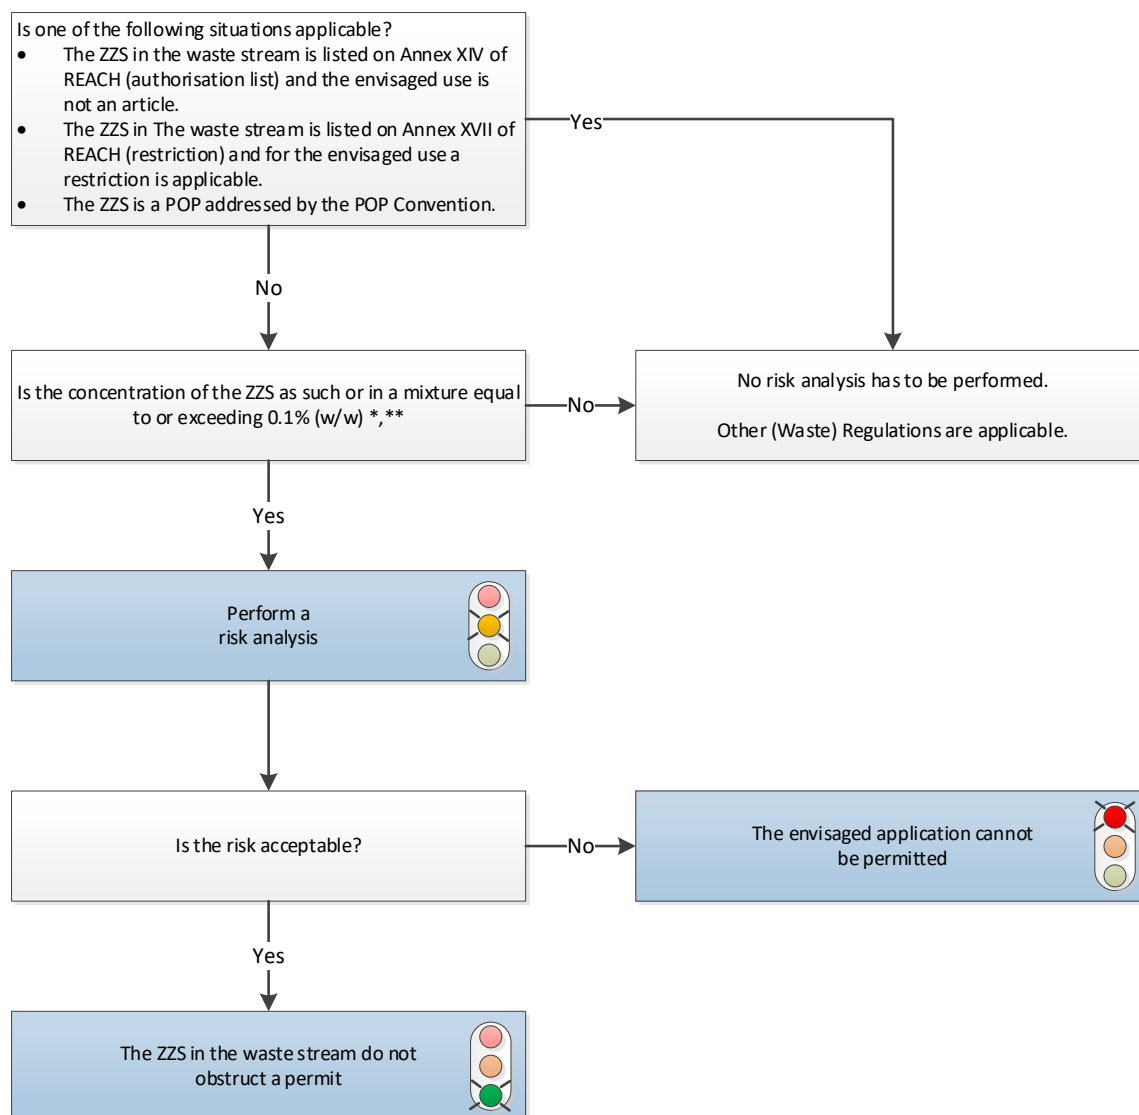 Is one of the following situations applicable?
• The ZZS in the waste stream is listed on Annex XIV of
REACH (authorisation list) and the envisaged use is
not an article.
• The ZZS in The waste stream is listed on Annex XVII of
REACH (restriction) and for the envisaged use a
restriction is applicable.
• The ZZS is a POP addressed by the POP Convention.
Yes
No
Is the concentration of the ZZS as such or in a mixture equal
to or exceeding 0.1% (w/w) *,**
No
No risk analysis has to be performed.
Other (Waste) Regulations are applicable.
Yes
Perform a
risk analysis
Is the risk acceptable?
No
The envisaged application cannot
be permitted
Yes
The ZZS in the waste stream do not
obstruct a permit